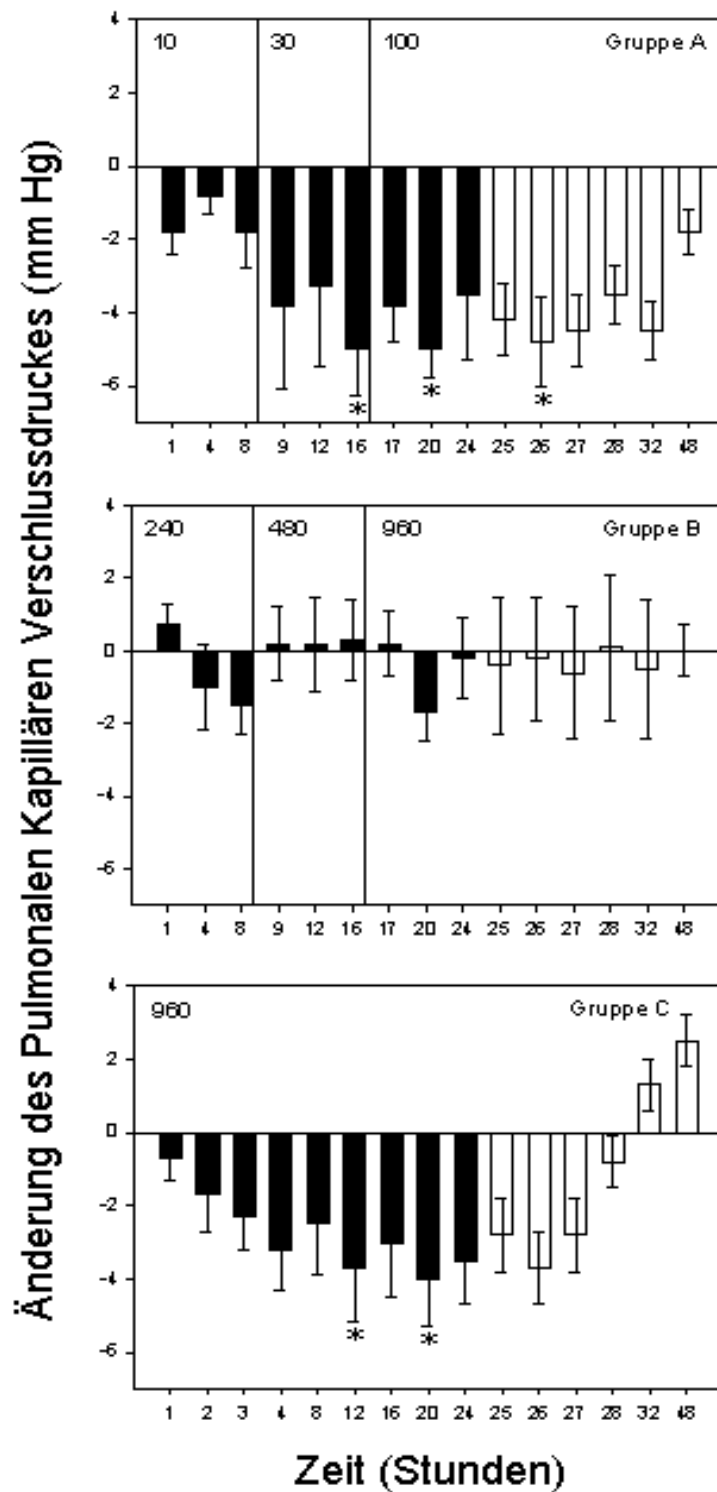 Änderung des Pulmonalen Kapillären Verschlussdruckes (mm Hg)
10 30 100 Gruppe A
4
2
0
-2
-4
-6
* * *
1 4 8 9 12 16 17 20 24 25 26 27 28 32 48
240 480 960 Gruppe B
4
2
0
-2
-4
-6
1 4 8 9 12 16 17 20 24 25 26 27 28 32 48
960 Gruppe C
4
2
0
-2
-4
-6
* *
1 2 3 4 8 12 16 20 24 25 26 27 28 32 48
Zeit (Stunden)